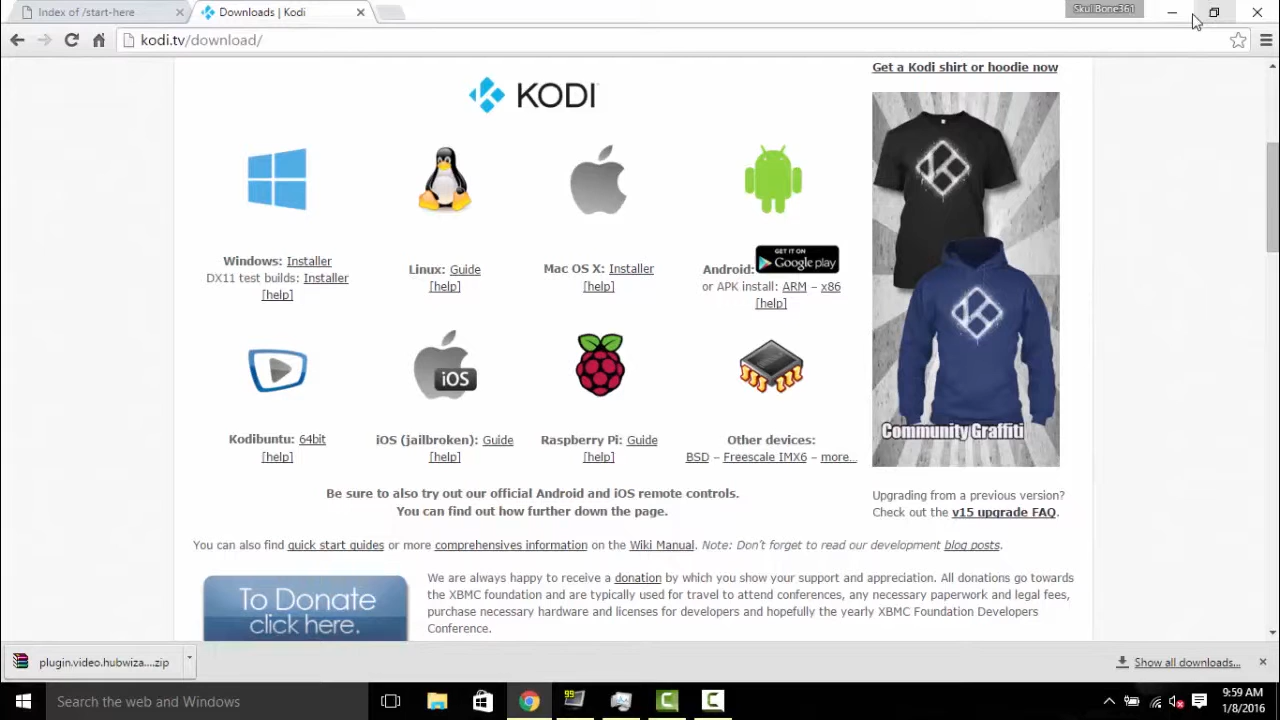 Index of /start-here
Downloads | Kodi
SkullBone361
kodi.tv/download/
KODI
Get a Kodi shirt or hoodie now
Windows: Installer
DX11 test builds: Installer
[help]
Linux: Guide
[help]
Mac OS X: Installer
[help]
GET IT ON
Google play
Android:
or APK install: ARM – x86
[help]
iOS
Kodibuntu: 64bit
[help]
iOS (jailbroken): Guide
[help]
Raspberry Pi: Guide
[help]
Other devices:
BSD – Freescale IMX6 – more...
Community Graffiti
Be sure to also try out our official Android and iOS remote controls.
You can find out how further down the page.
Upgrading from a previous version?
Check out the v15 upgrade FAQ.
You can also find quick start guides or more comprehensives information on the Wiki Manual. Note: Don't forget to read our development blog posts.
To Donate
click here.
We are always happy to receive a donation by which you show your support and appreciation. All donations go towards
the XBMC foundation and are typically used for travel to attend conferences, any necessary paperwork and legal fees,
purchase necessary hardware and licenses for developers and hopefully the yearly XBMC Foundation Developers
Conference.
plugin.video.hubwiza....zip
Show all downloads...
Search the web and Windows
99
9:59 AM
1/8/2016